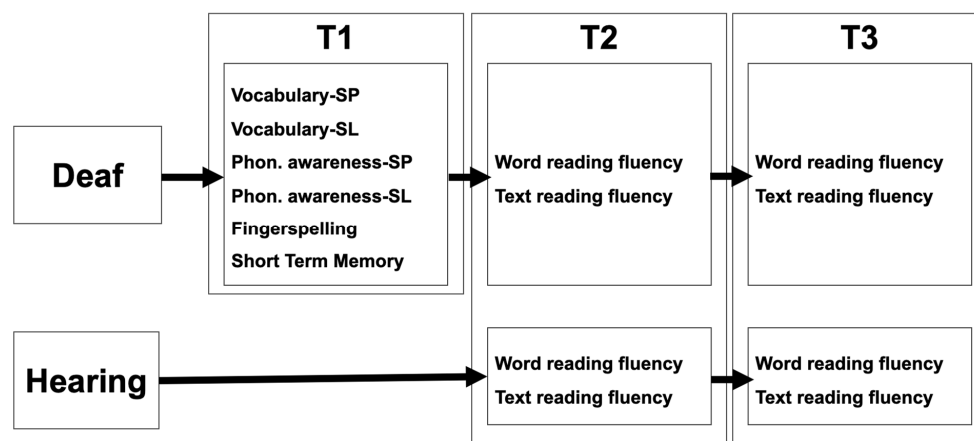 T1
T2
T3
Deaf
Vocabulary-SP
Vocabulary-SL
Phon. awareness-SP
Phon. awareness-SL
Fingerspelling
Short Term Memory
Word reading fluency
Text reading fluency
Word reading fluency
Text reading fluency
Hearing
Word reading fluency
Text reading fluency
Word reading fluency
Text reading fluency